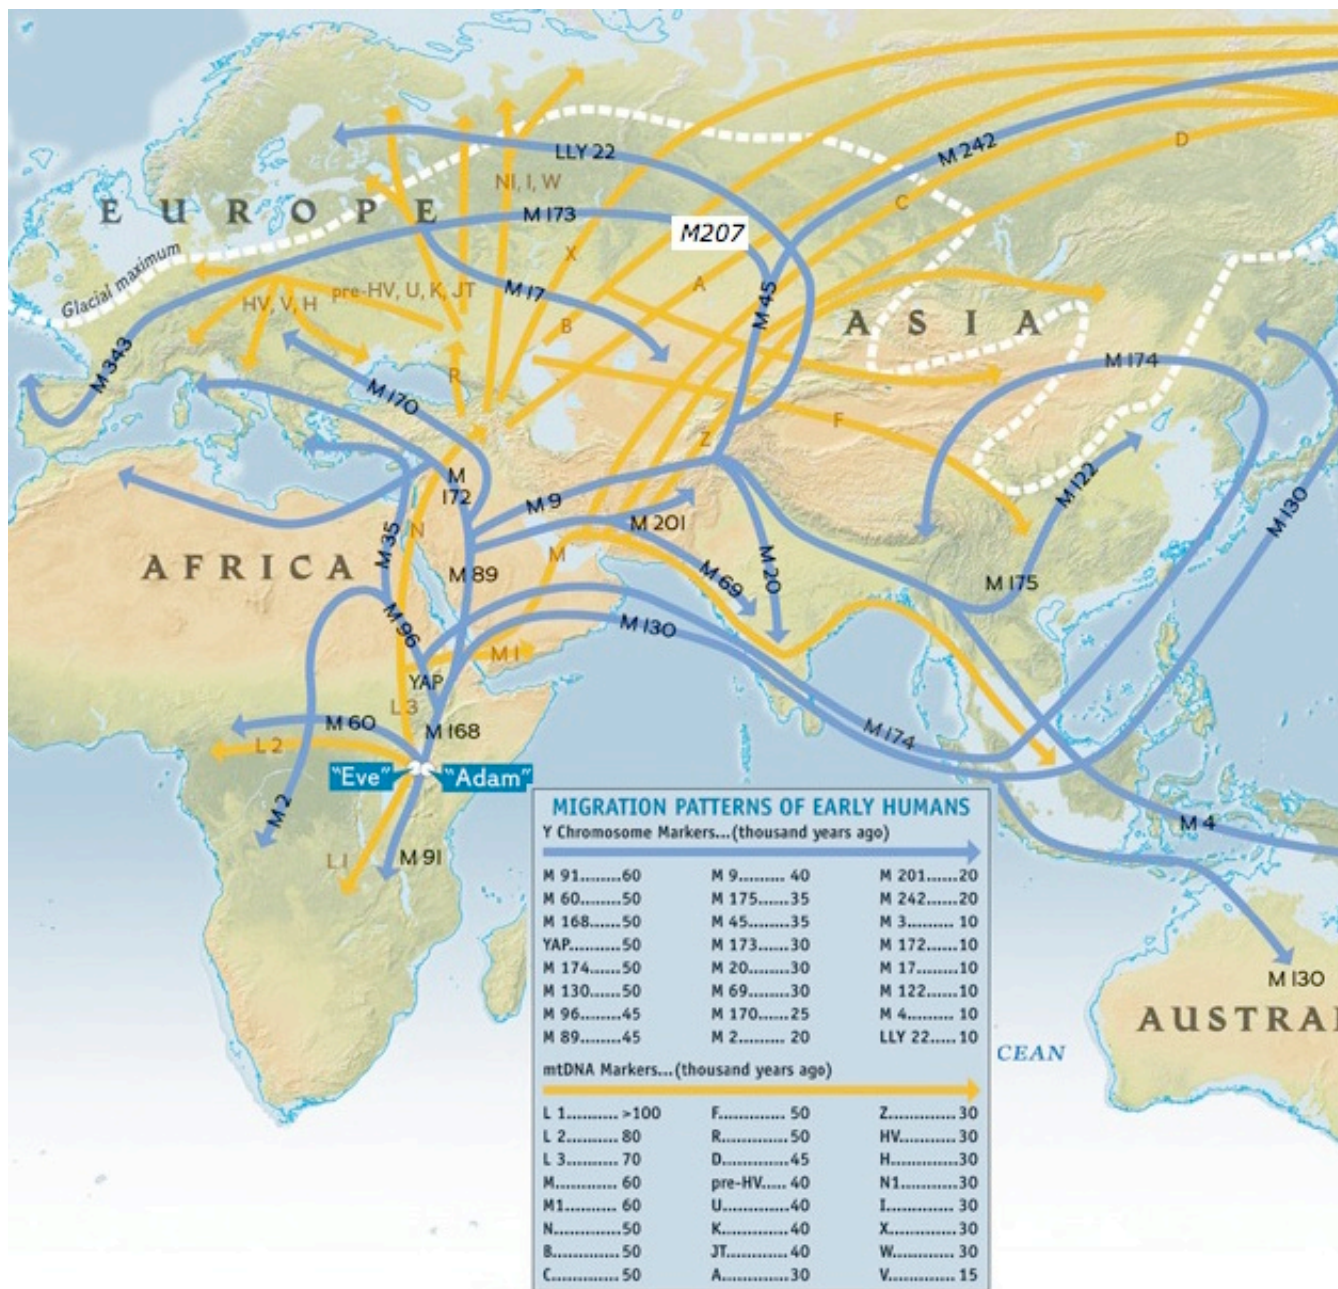 LLY 22
M 242
D
NI, I, W
C
EUROPE
M 173
M207
X
Glacial maximum
A
pre-HV, U, K, JT
M 17
HV, V, H
M 45
B
ASIA
M 343
M 174
R
M 170
F
Z
M 122
M
172
M 9
M 130
M 201
N
M 35
M
M 20
AFRICA
M 89
M 69
M 175
M 96
M 130
M 1
YAP
L 3
M 60
M 168
M 174
L 2
"Eve"
"Adam"
M 2
M 4
L 1
M 91
MIGRATION PATTERNS OF EARLY HUMANS
Y Chromosome Markers...(thousand years ago)
M 91........60 M 9.......... 40 M 201......20
M 60.........50 M 175......35 M 242......20
M 168......50 M 45.........35 M 3.......... 10
YAP...........50 M 173......30 M 172......10
M 174......50 M 20.........30 M 17.........10
M 130......50 M 69.........30 M 122......10
M 96.........45 M 170......25 M 4.......... 10
M 89.........45 M 2.......... 20 LLY 22..... 10
mtDNA Markers...(thousand years ago)
L 1........... >100 F.............. 50 Z..............30
L 2........... 80 R..............50 HV............30
L 3........... 70 D..............45 H..............30
M.............. 60 pre-HV..... 40 N1............30
M1........... 60 U..............40 I.............. 30
N..............50 K..............40 X..............30
B..............50 JT............ 40 W............. 30
C..............50 A..............30 V.............. 15
M 130
AUSTRA
CEAN